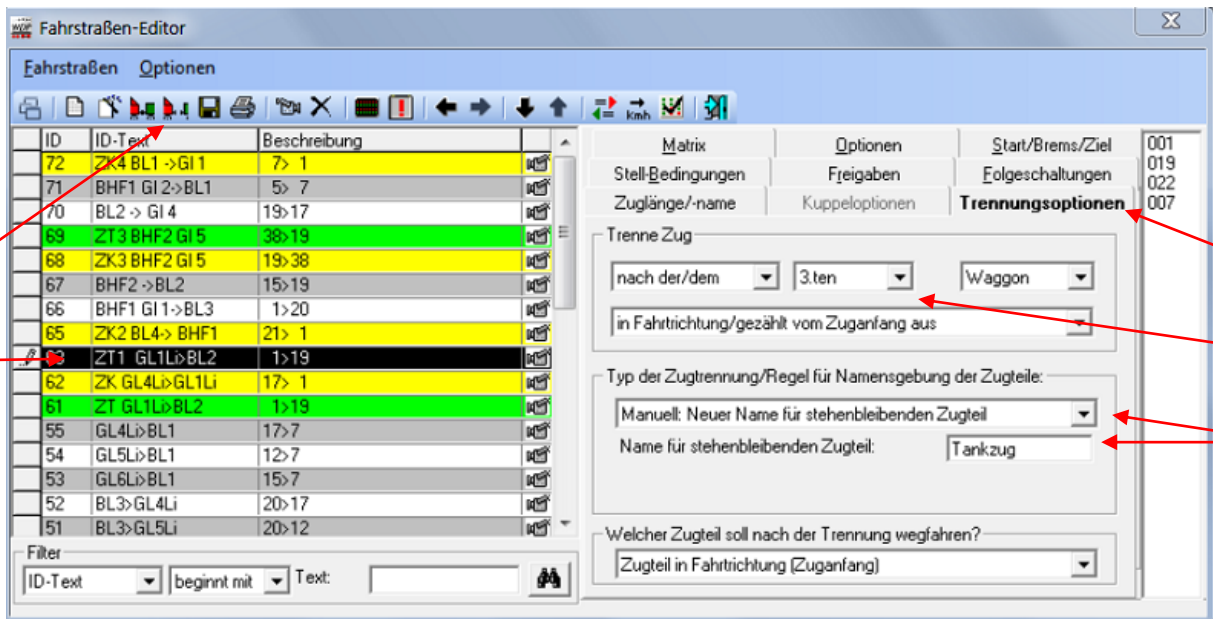 Fahrstraßen-Editor
Fahrstraßen Optionen
kmh
ID ID-Text Beschreibung
72 ZK4 BL1 ->Gl 1 7> 1
71 BHF1 Gl 2->BL1 5> 7
70 BL2 -> Gl 4 19>17
69 ZT3 BHF2 Gl 5 38>19
68 ZK3 BHF2 Gl 5 19>38
67 BHF2 ->BL2 15>19
66 BHF1 Gl 1->BL3 1>20
65 ZK2 BL4-> BHF1 21> 1
ZT1 GL1Li>BL2 1>19
62 ZK GL4Li>GL1Li 17> 1
61 ZT GL1Li>BL2 1>19
55 GL4Li>BL1 17>7
54 GL5Li>BL1 12>7
53 GL6Li>BL1 15>7
52 BL3>GL4Li 20>17
51 BL3>GL5Li 20>12
Filter
ID-Text beginnt mit Text:
Matrix Optionen Start/Brems/Ziel
Stell-Bedingungen Freigaben Folgeschaltungen
Zuglänge/-name Kuppeloptionen Trennungsoptionen
Trenne Zug
nach der/dem 3.ten Waggon
in Fahrtrichtung/gezählt vom Zuganfang aus
Typ der Zugtrennung/Regel für Namensgebung der Zugteile:
Manuell: Neuer Name für stehenbleibenden Zugteil
Name für stehenbleibenden Zugteil: Tankzug
Welcher Zugteil soll nach der Trennung wegfahren?
Zugteil in Fahrtrichtung (Zuganfang)
001
019
022
007